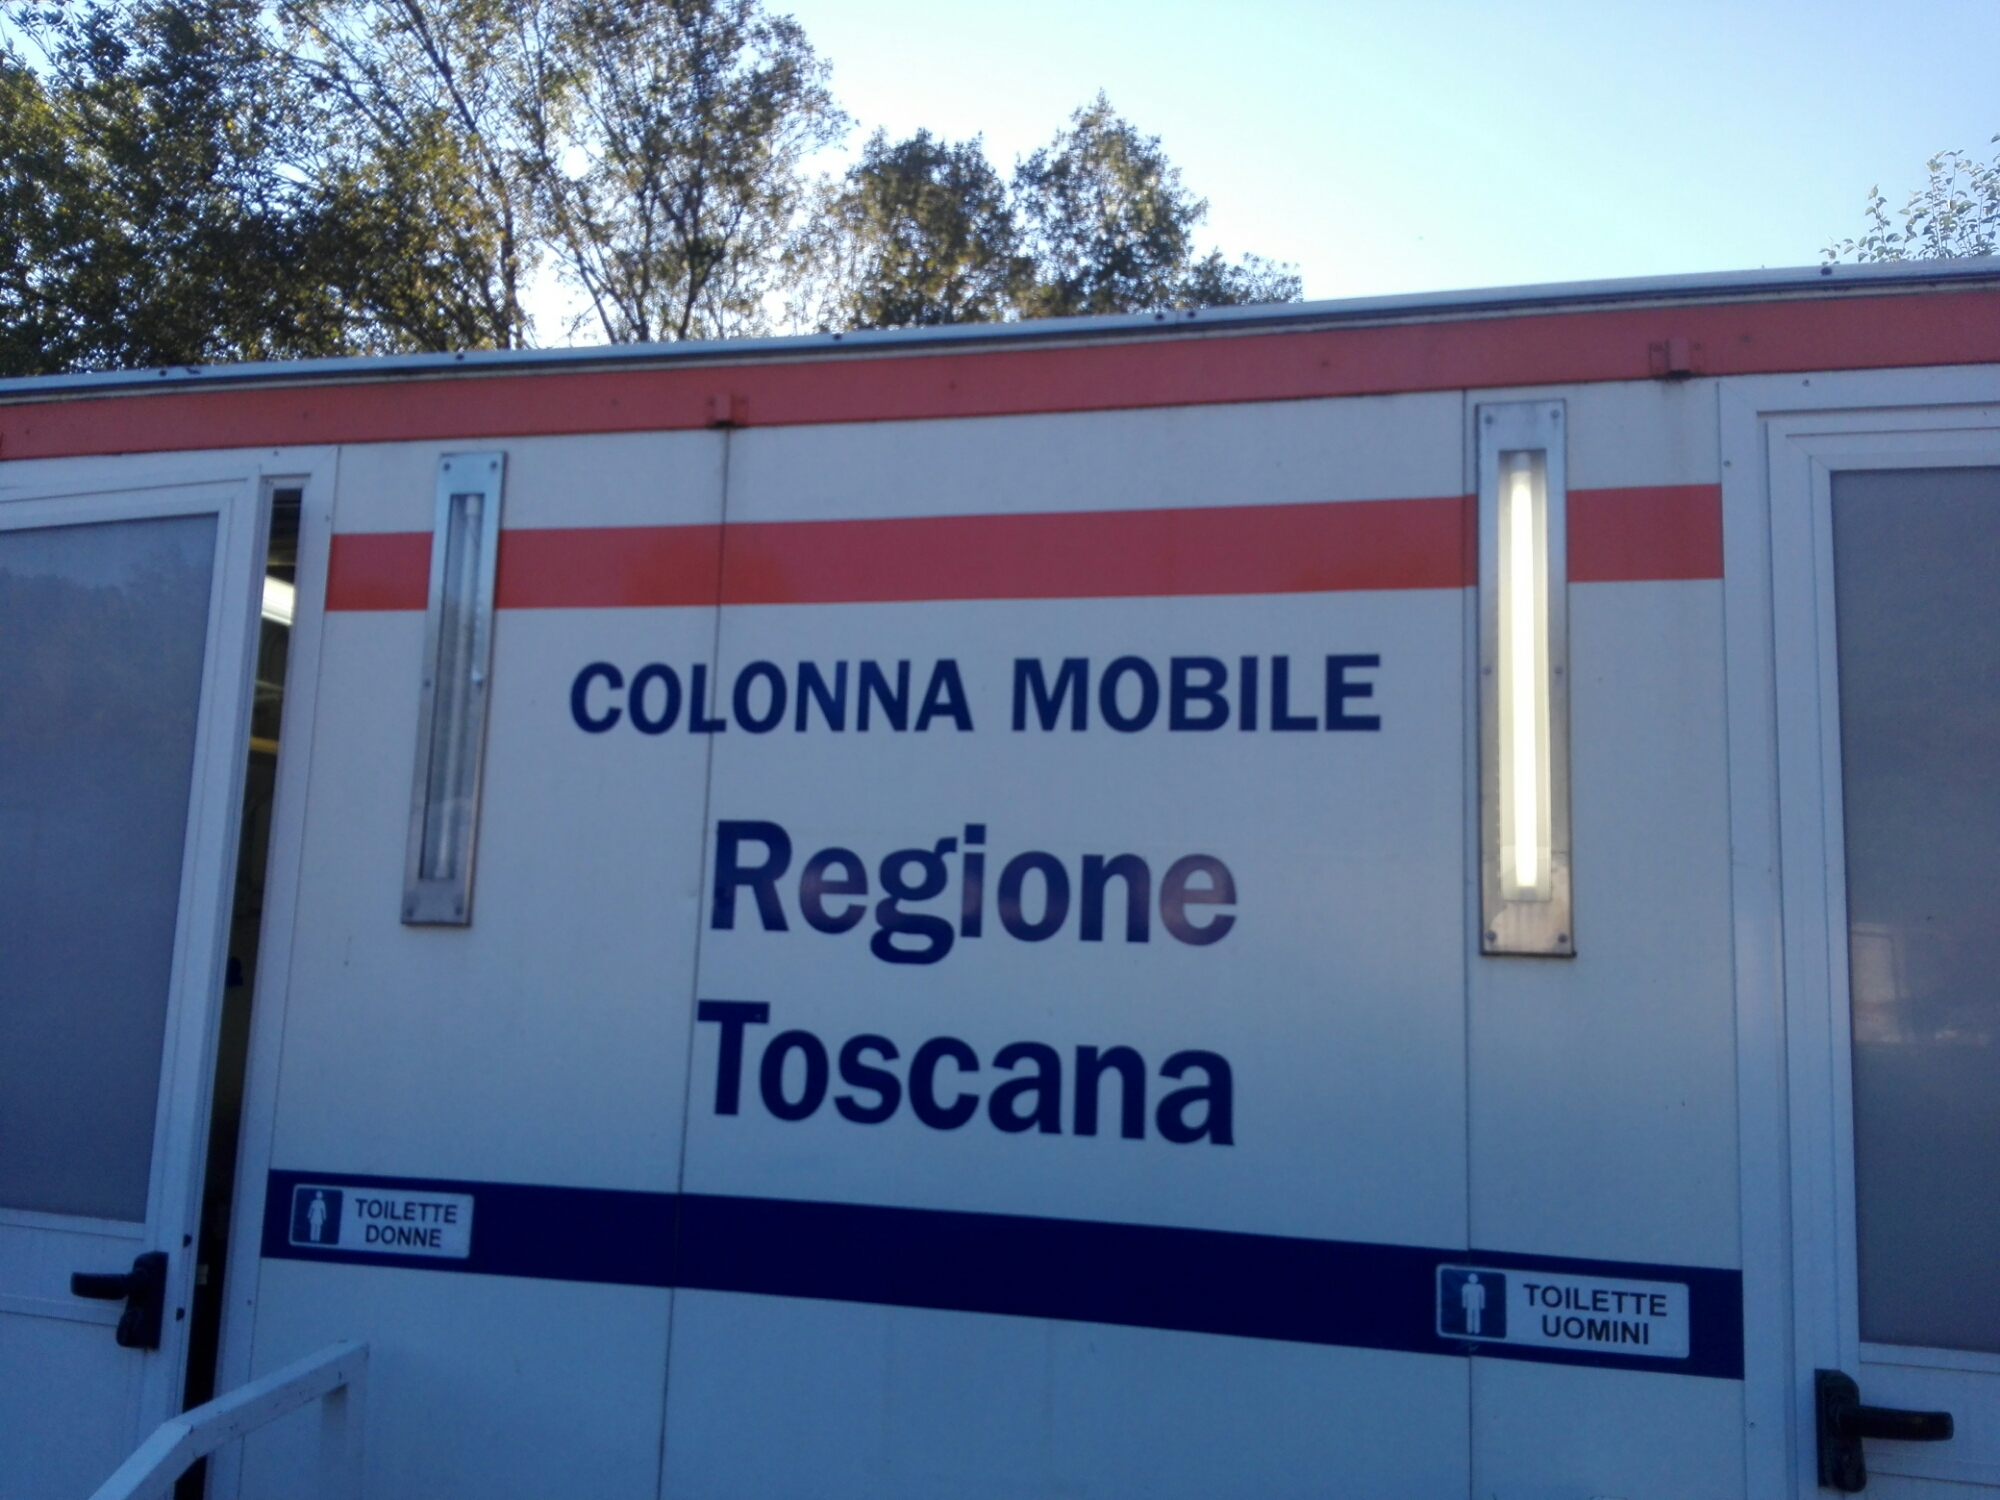 COLONNA MOBILE
Regione
Toscana
TOILETTE
DONNE
TOILETTE
UOMINI